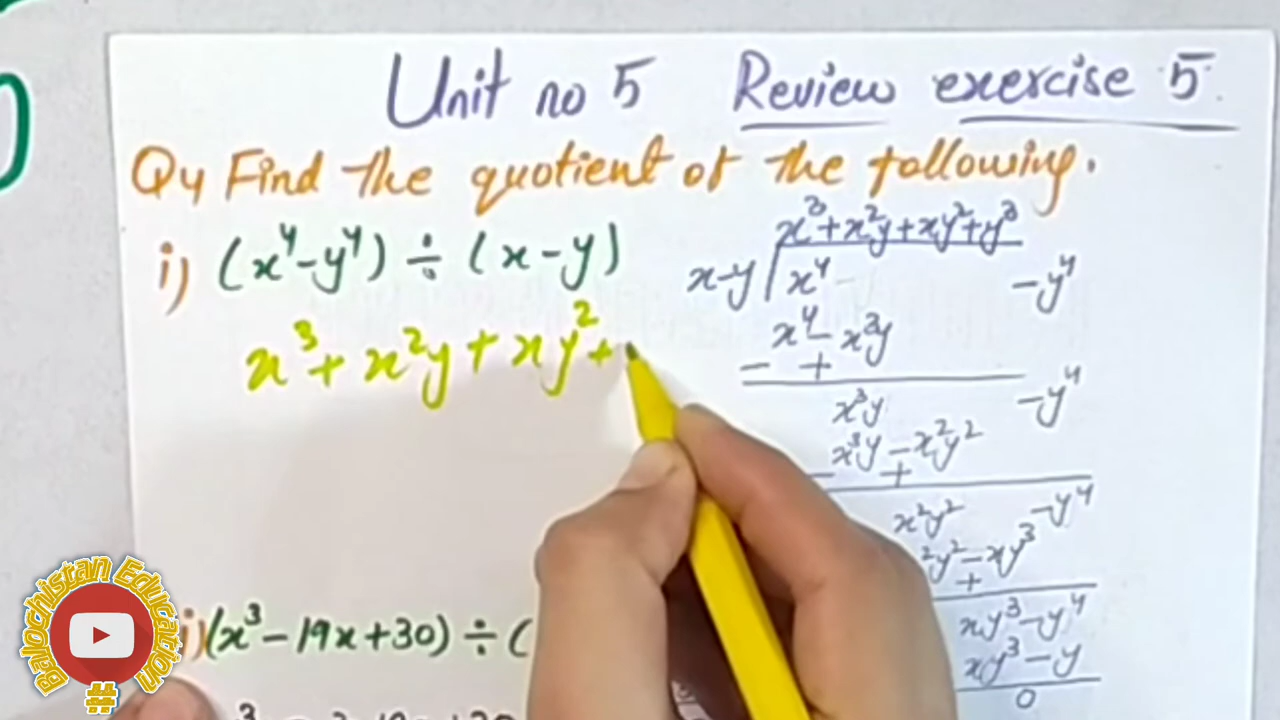 Unit no 5 Review exercise 5.
Q4 Find the quotient of the following.
i) (x⁴-y⁴) ÷ (x-y)
x³+x²y+xy²+
x³+x²y+xy²+y³
x-y x⁴ -y⁴
x⁴- x³y
- +
x³y -y⁴
x³y - x²y²
- +
x²y² -y⁴
²y² - xy³
+
xy³-y⁴
xy³-y
0
i) (x³-19x+30) ÷ (
Balochistan Education
#